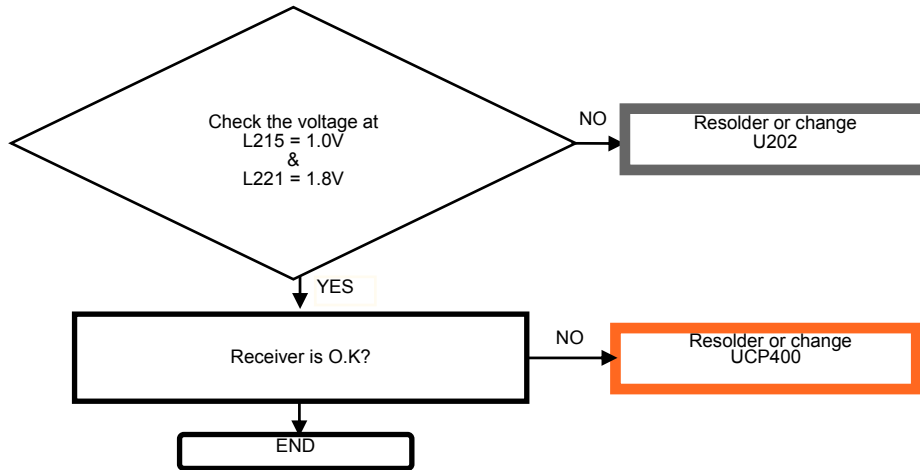 Check the voltage at
L215 = 1.0V
&
L221 = 1.8V
NO
Resolder or change
U202
YES
Receiver is O.K?
NO
Resolder or change
UCP400
END